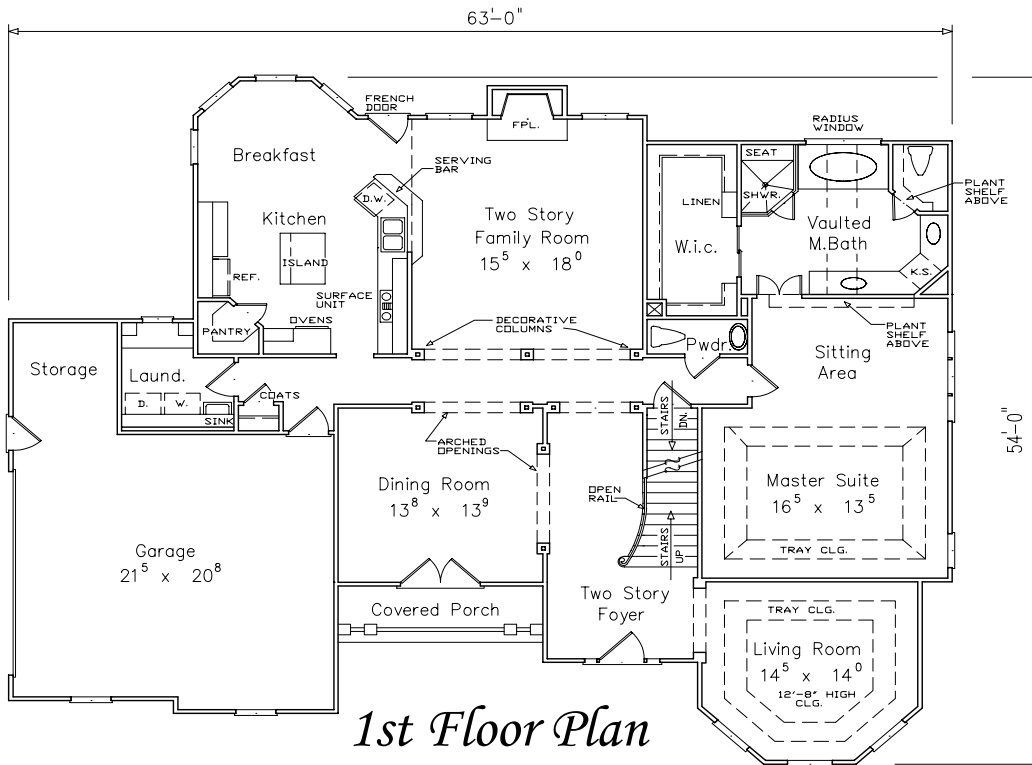 63'-0"
FRENCH
DOOR
FPL.
RADIUS
WINDOW
Breakfast
SERVING
BAR
SEAT
D.W.
SHWR.
LINEN
PLANT
SHELF
ABOVE
Kitchen
Two Story
Family Room
15⁵ x 18⁰
Vaulted
M.Bath
W.i.c.
ISLAND
REF.
K.S.
SURFACE
UNIT
PANTRY
OVENS
DECORATIVE
COLUMNS
Pwdr.
PLANT
SHELF
ABOVE
Sitting
Area
Storage
Laund.
D.
W.
SINK
COATS
STAIRS
DN.
ARCHED
OPENINGS
54'-0"
Dining Room
13⁸ x 13⁹
OPEN
RAIL
Master Suite
16⁵ x 13⁵
TRAY CLG.
STAIRS
UP
Garage
21⁵ x 20⁸
Covered Porch
Two Story
Foyer
TRAY CLG.
Living Room
14⁵ x 14⁰
12'-8" HIGH
CLG.
1st Floor Plan